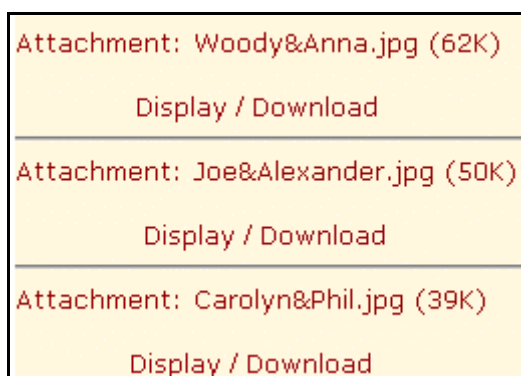 Attachment: Woody&Anna.jpg (62K)
Display / Download
Attachment: Joe&Alexander.jpg (50K)
Display / Download
Attachment: Carolyn&Phil.jpg (39K)
Display / Download